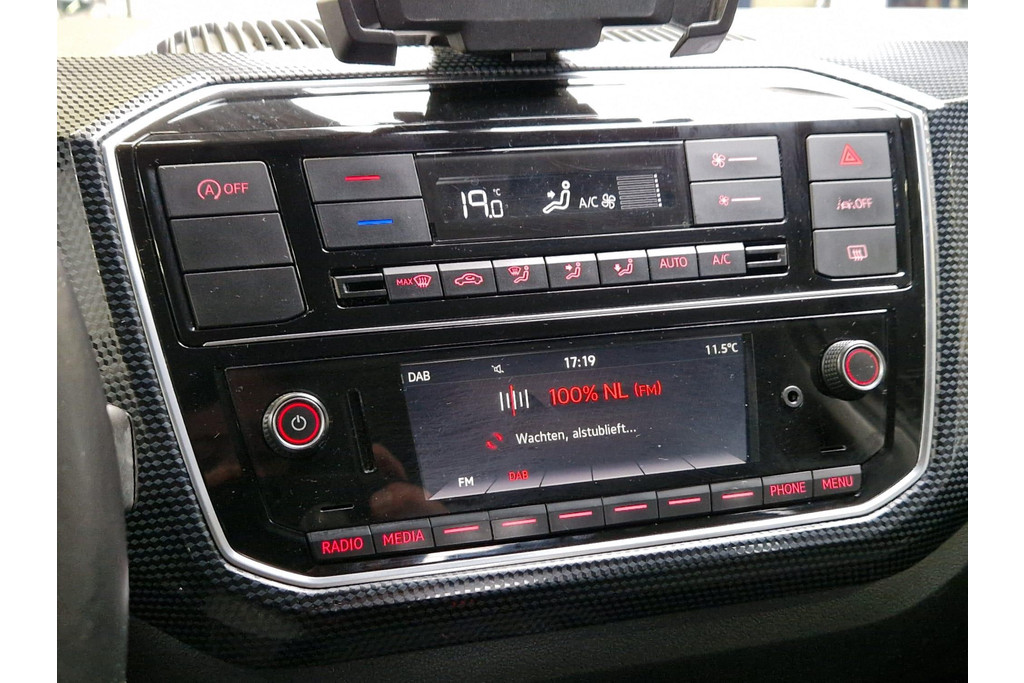 OFF
19.0 °C A/C
OFF
MAX AUTO A/C
DAB 17:19 11.5°C
100% NL (FM)
Wachten, alstublieft...
FM DAB
RADIO MEDIA PHONE MENU